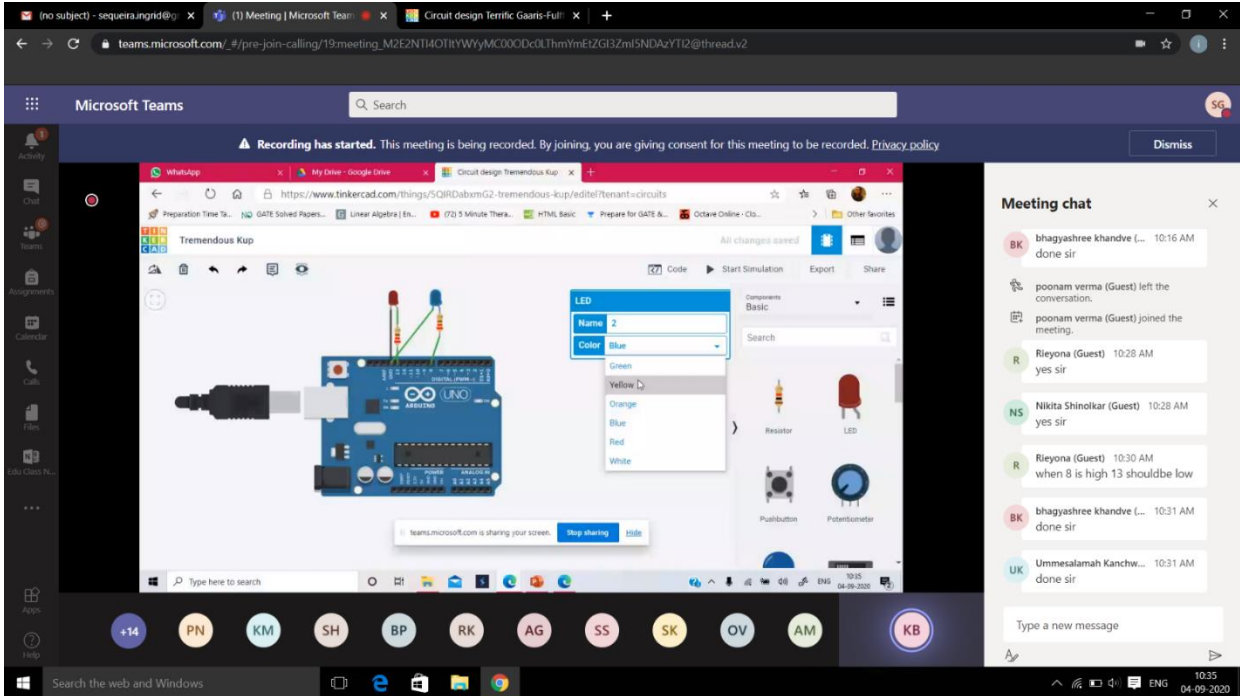 (no subject) - sequeira.ingrid@g
(1) Meeting | Microsoft Team
Circuit design Terrific Gaaris-Fulf
teams.microsoft.com/_#/pre-join-calling/19:meeting_M2E2NTI4OTItYWYyMC00ODc0LThmYmEtZGI3ZmI5NDAzYTI2@thread.v2
Microsoft Teams
Search
SG
Recording has started. This meeting is being recorded. By joining, you are giving consent for this meeting to be recorded. Privacy policy
Dismiss
Activity
Chat
Teams
Assignments
Calendar
Calls
Files
Edu Class N...
Apps
Help
WhatsApp
My Drive - Google Drive
Circuit design Tremendous Kup
https://www.tinkercad.com/things/5QIRDabxmG2-tremendous-kup/editel?tenant=circuits
Preparation Time Ta...
GATE Solved Papers...
Linear Algebra | En...
(72) 5 Minute Thera...
HTML Basic
Prepare for GATE &...
Octave Online · Clo...
Other favorites
TIN
KER
CAD
Tremendous Kup
All changes saved
Code
Start Simulation
Export
Share
LED
Name 2
Color Blue
Green
Yellow
Orange
Blue
Red
White
Components
Basic
Search
Resistor
LED
Pushbutton
Potentiometer
DIGITAL (PWM~)
UNO
ARDUINO
POWER
ANALOG IN
teams.microsoft.com is sharing your screen.
Stop sharing
Hide
Type here to search
ENG
10:35
04-09-2020
+14
PN
KM
SH
BP
RK
AG
SS
SK
OV
AM
KB
Meeting chat
BK
bhagyashree khandve (... 10:16 AM
done sir
poonam verma (Guest) left the
conversation.
poonam verma (Guest) joined the
meeting.
R
Rieyona (Guest) 10:28 AM
yes sir
NS
Nikita Shinolkar (Guest) 10:28 AM
yes sir
R
Rieyona (Guest) 10:30 AM
when 8 is high 13 shouldbe low
BK
bhagyashree khandve (... 10:31 AM
done sir
UK
Ummesalamah Kanchw... 10:31 AM
done sir
Type a new message
Search the web and Windows
ENG
10:35
04-09-2020